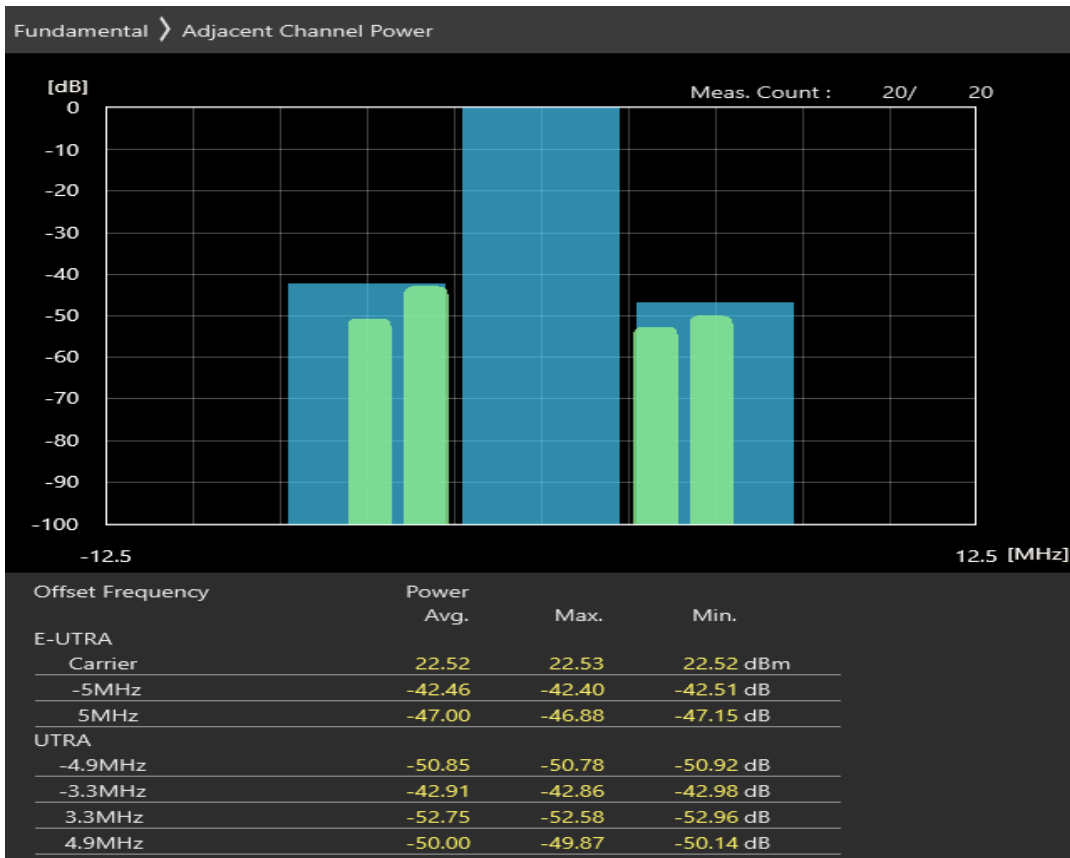 Fundamental 〉 Adjacent Channel Power
[dB]
Meas. Count : 20/ 20
0
-10
-20
-30
-40
-50
-60
-70
-80
-90
-100
-12.5 12.5 [MHz]
Offset Frequency Power
Avg. Max. Min.
E-UTRA
Carrier 22.52 22.53 22.52 dBm
-5MHz -42.46 -42.40 -42.51 dB
5MHz -47.00 -46.88 -47.15 dB
UTRA
-4.9MHz -50.85 -50.78 -50.92 dB
-3.3MHz -42.91 -42.86 -42.98 dB
3.3MHz -52.75 -52.58 -52.96 dB
4.9MHz -50.00 -49.87 -50.14 dB